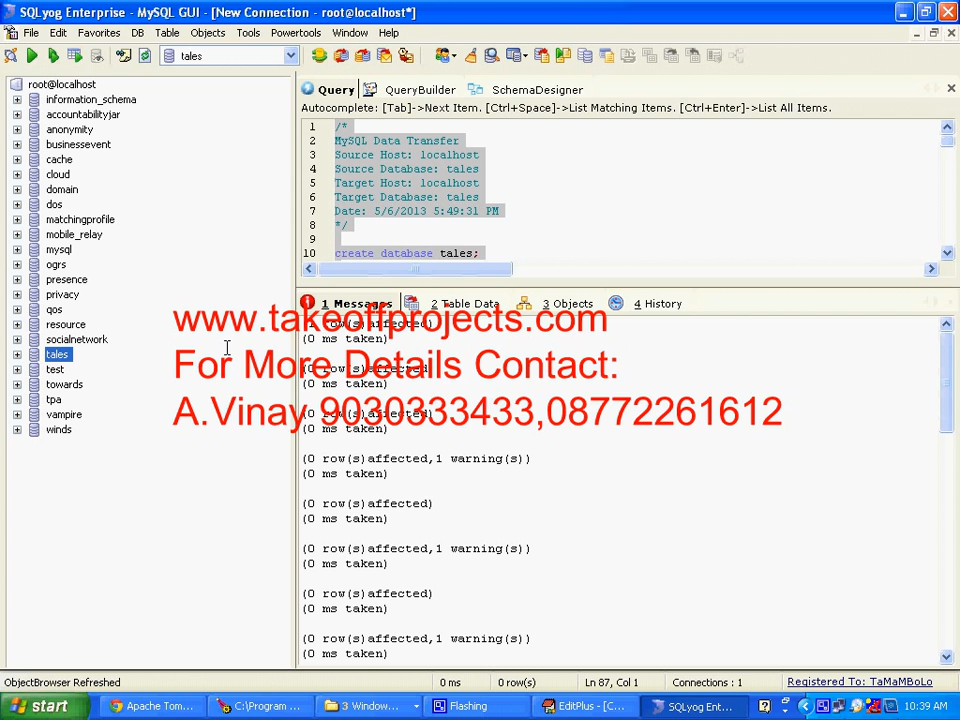 SQLyog Enterprise - MySQL GUI - [New Connection - root@localhost*]
File Edit Favorites DB Table Objects Tools Powertools Window Help
tales
root@localhost
information_schema
accountabilityjar
anonymity
businessevent
cache
cloud
domain
dos
matchingprofile
mobile_relay
mysql
ogrs
presence
privacy
qos
resource
socialnetwork
tales
test
towards
tpa
vampire
winds
Query QueryBuilder SchemaDesigner
Autocomplete: [Tab]->Next Item. [Ctrl+Space]->List Matching Items. [Ctrl+Enter]->List All Items.
1 /*
2 MySQL Data Transfer
3 Source Host: localhost
4 Source Database: tales
5 Target Host: localhost
6 Target Database: tales
7 Date: 5/6/2013 5:49:31 PM
8 */
9
10 create database tales;
1 Messages 2 Table Data 3 Objects 4 History
www.takeoffprojects.com
For More Details Contact:
A.Vinay 9030333433,08772261612
row(s)affected)
(0 ms taken)
row(s)affected)
(0 ms taken)
row(s)affected)
(0 ms taken)
(0 row(s)affected,1 warning(s))
(0 ms taken)
(0 row(s)affected)
(0 ms taken)
(0 row(s)affected,1 warning(s))
(0 ms taken)
(0 row(s)affected)
(0 ms taken)
(0 row(s)affected,1 warning(s))
(0 ms taken)
ObjectBrowser Refreshed 0 ms 0 row(s) Ln 87, Col 1 Connections : 1 Registered To: TaMaMBoLo
start Apache Tom... C:\Program ... 3 Window... Flashing EditPlus - [C... SQLyog Ent... 10:39 AM